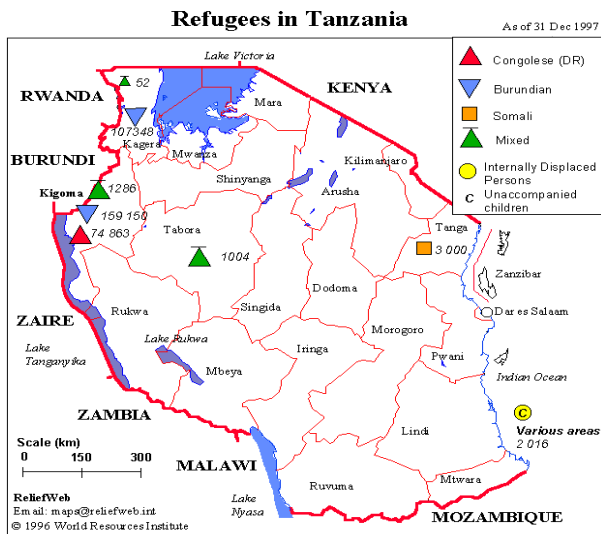 Refugees in Tanzania
As of 31 Dec 1997
Lake Victoria
Congolese (DR)
Burundian
Somali
Mixed
Internally Displaced
Persons
C Unaccompanied
children
RWANDA
52
KENYA
P
Mara
107348
Kagera
Mwanza
BURUNDI
Kilimanjaro
Shinyanga
Arusha
Kigoma
1286
159 150
74 863
Tabora
1004
Tanga
3 000
Zanzibar
Dodoma
Singida
Dar es Salaam
Rukwa
Morogoro
ZAIRE
Lake
Tanganyika
Lake Rukwa
Iringa
Mbeya
Pwani
Indian Ocean
ZAMBIA
C
Various areas
2 016
Lindi
Scale (km)
0 150 300
MALAWI
Mtwara
Ruvuma
Lake
Nyasa
MOZAMBIQUE
ReliefWeb
Email: maps@reliefweb.int
© 1996 World Resources Institute